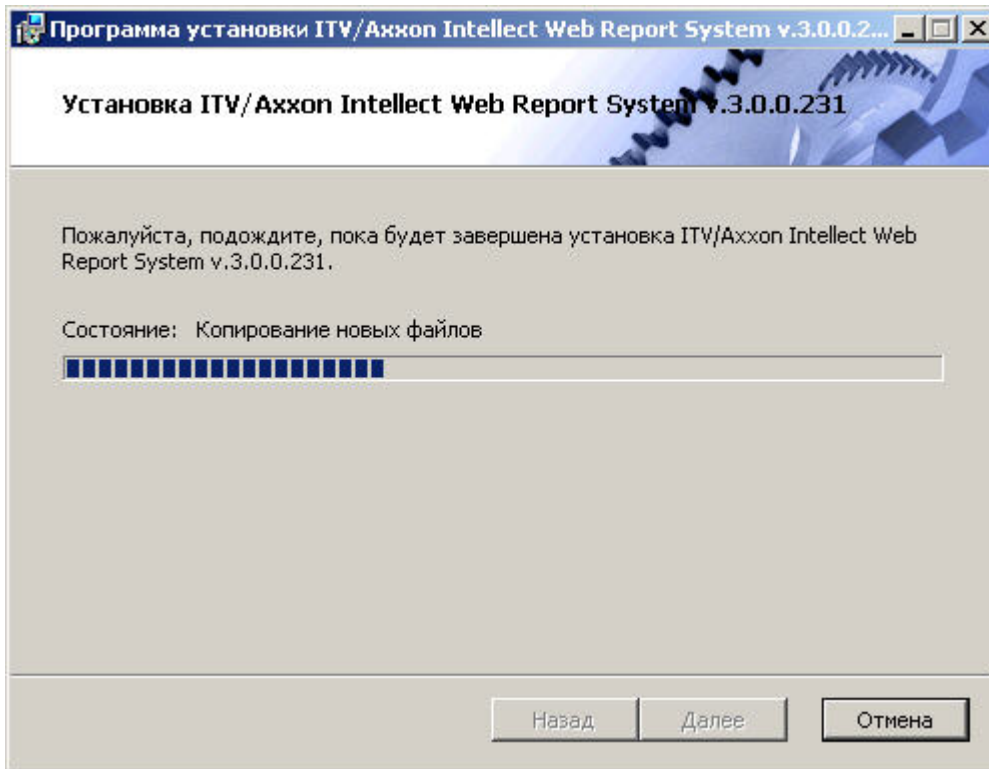 Программа установки ITV/Axxon Intellect Web Report System v.3.0.0.2...
Установка ITV/Axxon Intellect Web Report System v.3.0.0.231
Пожалуйста, подождите, пока будет завершена установка ITV/Axxon Intellect Web
Report System v.3.0.0.231.
Состояние: Копирование новых файлов
Назад Далее Отмена